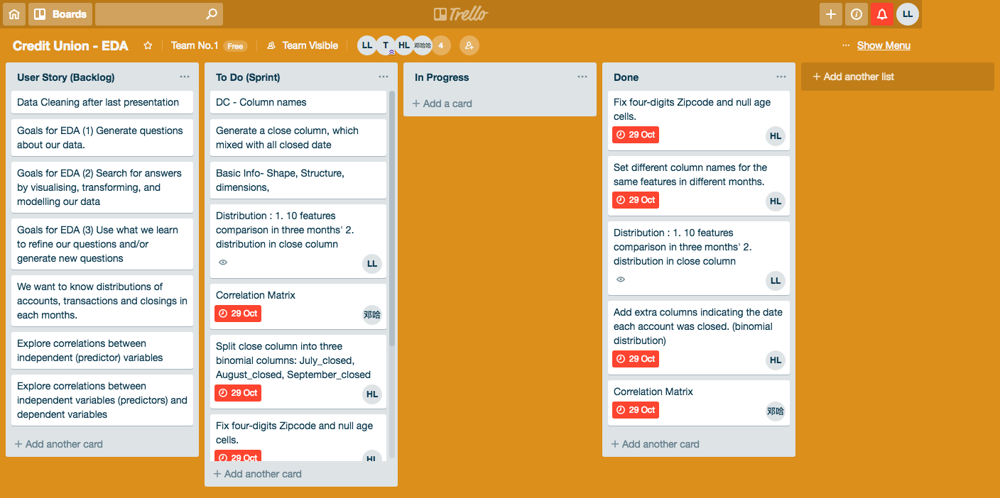 Boards
Trello
LL
Credit Union - EDA
Team No.1 Free
Team Visible
LL T HL 邓哈哈 4
··· Show Menu
User Story (Backlog) ···
Data Cleaning after last presentation
Goals for EDA (1) Generate questions
about our data.
Goals for EDA (2) Search for answers
by visualising, transforming, and
modelling our data
Goals for EDA (3) Use what we learn
to refine our questions and/or
generate new questions
We want to know distributions of
accounts, transactions and closings in
each months.
Explore correlations between
independent (predictor) variables
Explore correlations between
independent variables (predictors) and
dependent variables
+ Add another card
To Do (Sprint) ···
DC - Column names
Generate a close column, which
mixed with all closed date
Basic Info- Shape, Structure,
dimensions,
Distribution : 1. 10 features
comparison in three months' 2.
distribution in close column
LL
Correlation Matrix
29 Oct
邓哈
Split close column into three
binomial columns: July_closed,
August_closed, September_closed
29 Oct
HL
Fix four-digits Zipcode and null age
cells.
29 Oct
HL
+ Add another card
In Progress ···
+ Add a card
Done ···
Fix four-digits Zipcode and null age
cells.
29 Oct
HL
Set different column names for the
same features in different months.
29 Oct
HL
Distribution : 1. 10 features
comparison in three months' 2.
distribution in close column
LL
Add extra columns indicating the date
each account was closed. (binomial
distribution)
29 Oct
HL
Correlation Matrix
29 Oct
邓哈
+ Add another card
+ Add another list